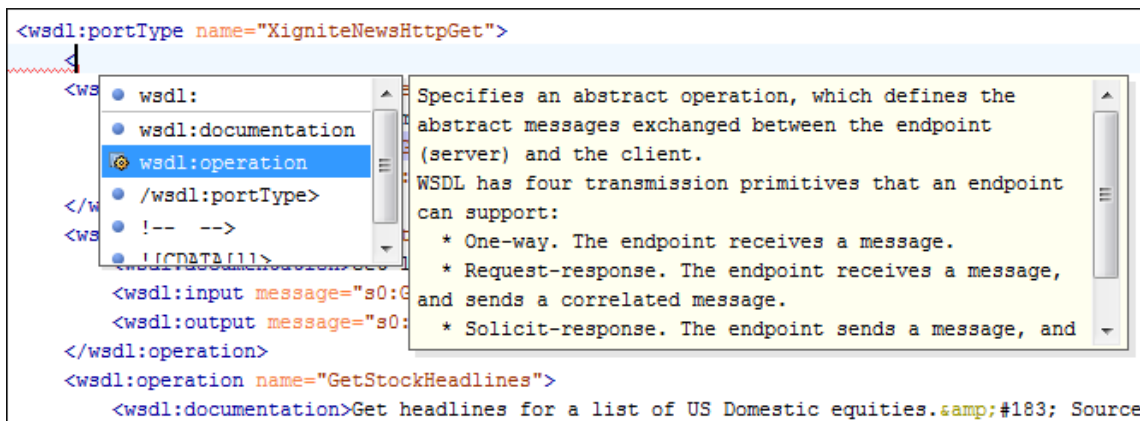 <wsdl:portType name="XigniteNewsHttpGet">
<
<ws
wsdl:
wsdl:documentation
wsdl:operation
/wsdl:portType>
!-- -->
![CDATA[]]>
Specifies an abstract operation, which defines the
abstract messages exchanged between the endpoint
(server) and the client.
WSDL has four transmission primitives that an endpoint
can support:
* One-way. The endpoint receives a message.
* Request-response. The endpoint receives a message,
and sends a correlated message.
* Solicit-response. The endpoint sends a message, and
</w
<ws
<wsdl:input message="s0:G
<wsdl:output message="s0:
</wsdl:operation>
<wsdl:operation name="GetStockHeadlines">
<wsdl:documentation>Get headlines for a list of US Domestic equities.&amp;#183; Source